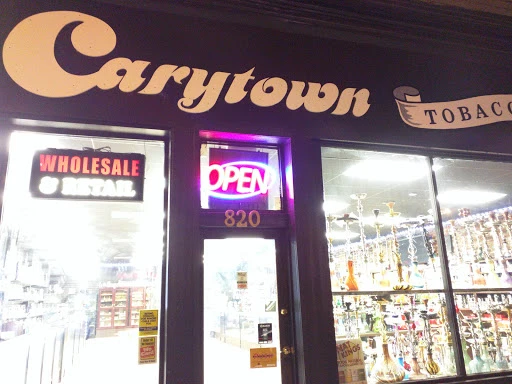 Carytown
TOBACC
WHOLESALE
& RETAIL
OPEN
820